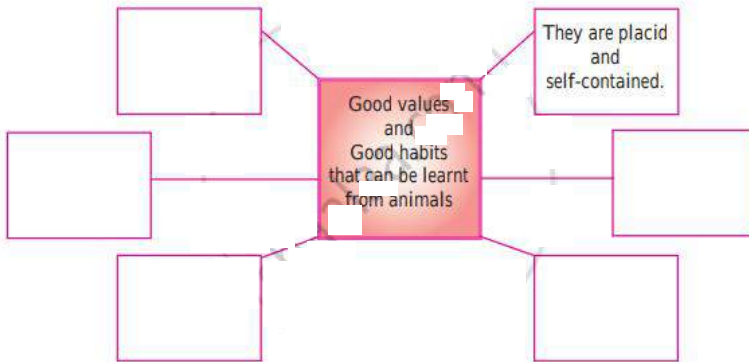 They are placid
and
self-contained.
Good values
and
Good habits
that can be learnt
from animals